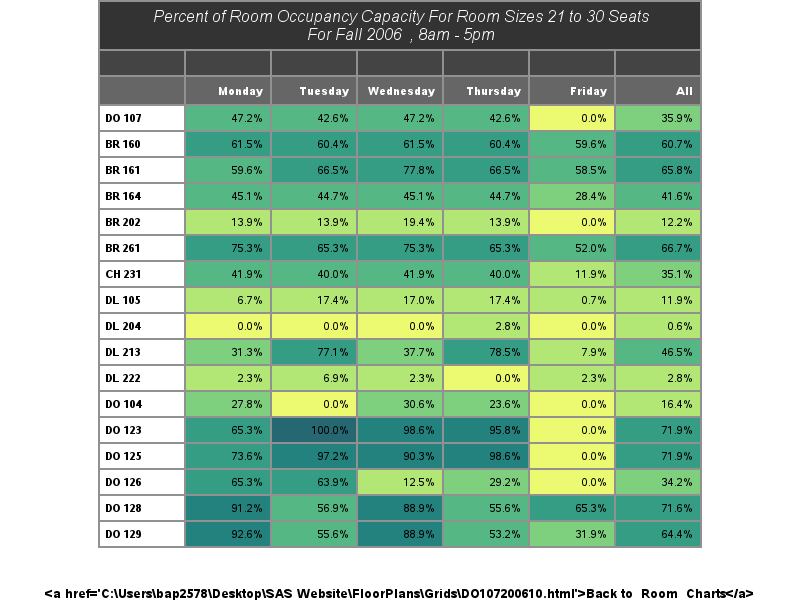 Percent of Room Occupancy Capacity For Room Sizes 21 to 30 Seats
For Fall 2006 , 8am - 5pm
Monday Tuesday Wednesday Thursday Friday All
DO 107 47.2% 42.6% 47.2% 42.6% 0.0% 35.9%
BR 160 61.5% 60.4% 61.5% 60.4% 59.6% 60.7%
BR 161 59.6% 66.5% 77.8% 66.5% 58.5% 65.8%
BR 164 45.1% 44.7% 45.1% 44.7% 28.4% 41.6%
BR 202 13.9% 13.9% 19.4% 13.9% 0.0% 12.2%
BR 261 75.3% 65.3% 75.3% 65.3% 52.0% 66.7%
CH 231 41.9% 40.0% 41.9% 40.0% 11.9% 35.1%
DL 105 6.7% 17.4% 17.0% 17.4% 0.7% 11.9%
DL 204 0.0% 0.0% 0.0% 2.8% 0.0% 0.6%
DL 213 31.3% 77.1% 37.7% 78.5% 7.9% 46.5%
DL 222 2.3% 6.9% 2.3% 0.0% 2.3% 2.8%
DO 104 27.8% 0.0% 30.6% 23.6% 0.0% 16.4%
DO 123 65.3% 100.0% 98.6% 95.8% 0.0% 71.9%
DO 125 73.6% 97.2% 90.3% 98.6% 0.0% 71.9%
DO 126 65.3% 63.9% 12.5% 29.2% 0.0% 34.2%
DO 128 91.2% 56.9% 88.9% 55.6% 65.3% 71.6%
DO 129 92.6% 55.6% 88.9% 53.2% 31.9% 64.4%
<a href='C:\Users\bap2578\Desktop\SAS Website\FloorPlans\Grids\DO107200610.html'>Back to Room Charts</a>